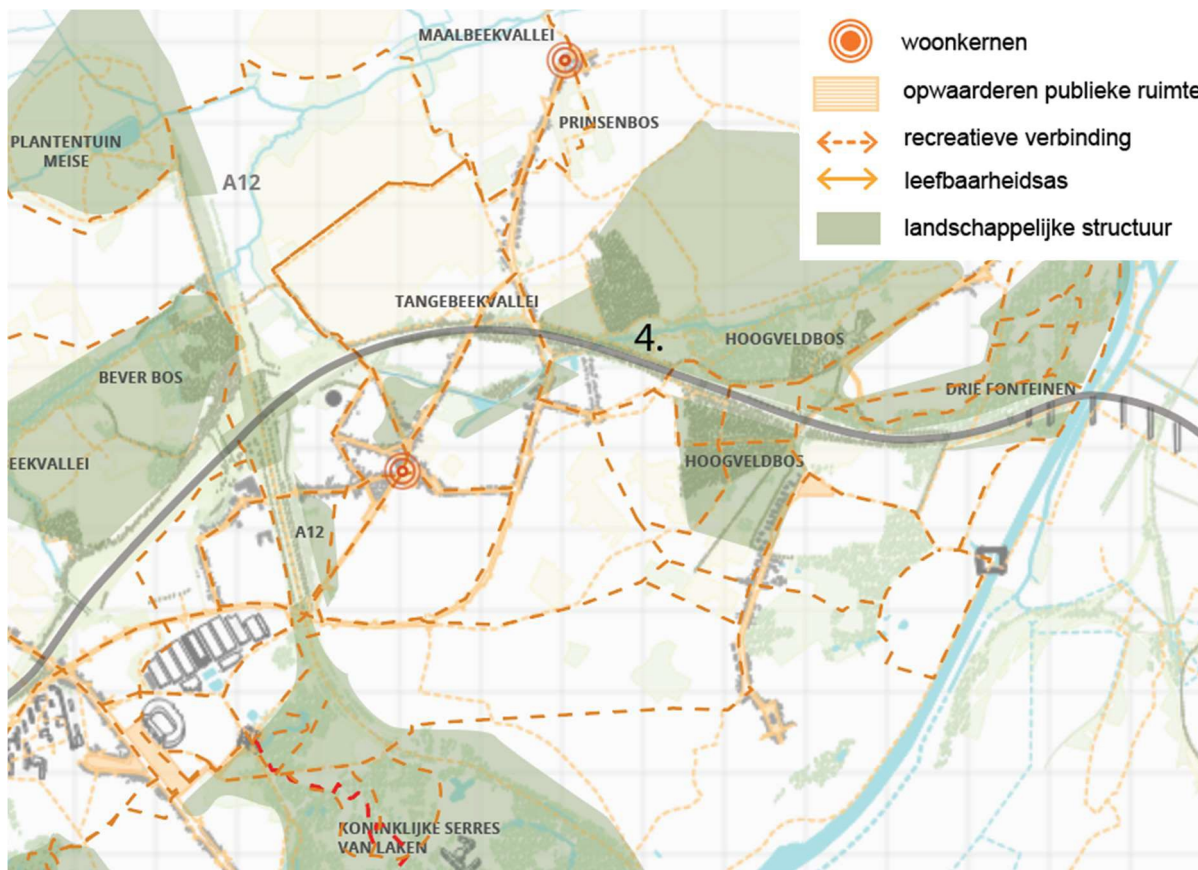 MAALBEEKVALLEI
woonkernen
opwaarderen publieke ruimte
PRINSENBOS
recreatieve verbinding
PLANTENTUIN
MEISE
A12
leefbaarheidsas
landschappelijke structuur
TANGEBEEKVALLEI
4.
HOOGVELDBOS
BEVER BOS
DRIE FONTEINEN
EEKVALLEI
HOOGVELDBOS
A12
KONINKLIJKE SERRES
VAN LAKEN